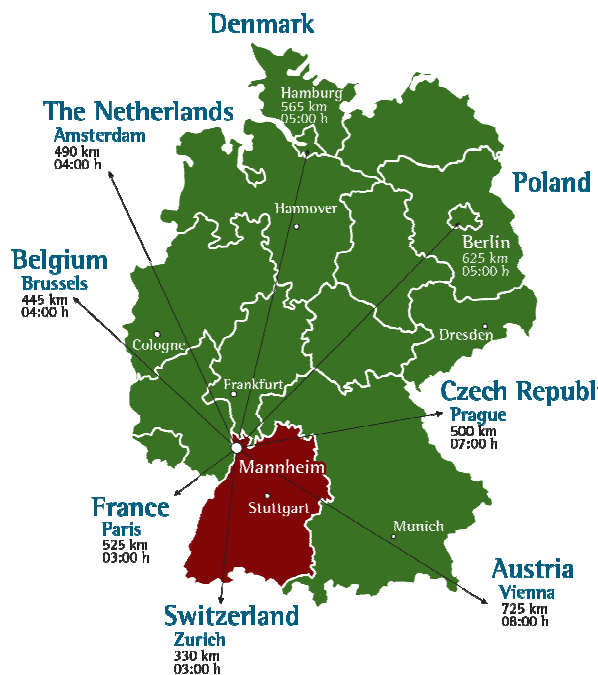 Denmark
Hamburg
565 km
05:00 h
The Netherlands
Amsterdam
490 km
04:00 h
Poland
Hannover
Berlin
625 km
05:00 h
Belgium
Brussels
445 km
04:00 h
Cologne
Dresden
Frankfurt
Czech Republ
Prague
500 km
07:00 h
Mannheim
France
Paris
525 km
03:00 h
Stuttgart
Munich
Austria
Vienna
725 km
08:00 h
Switzerland
Zurich
330 km
03:00 h